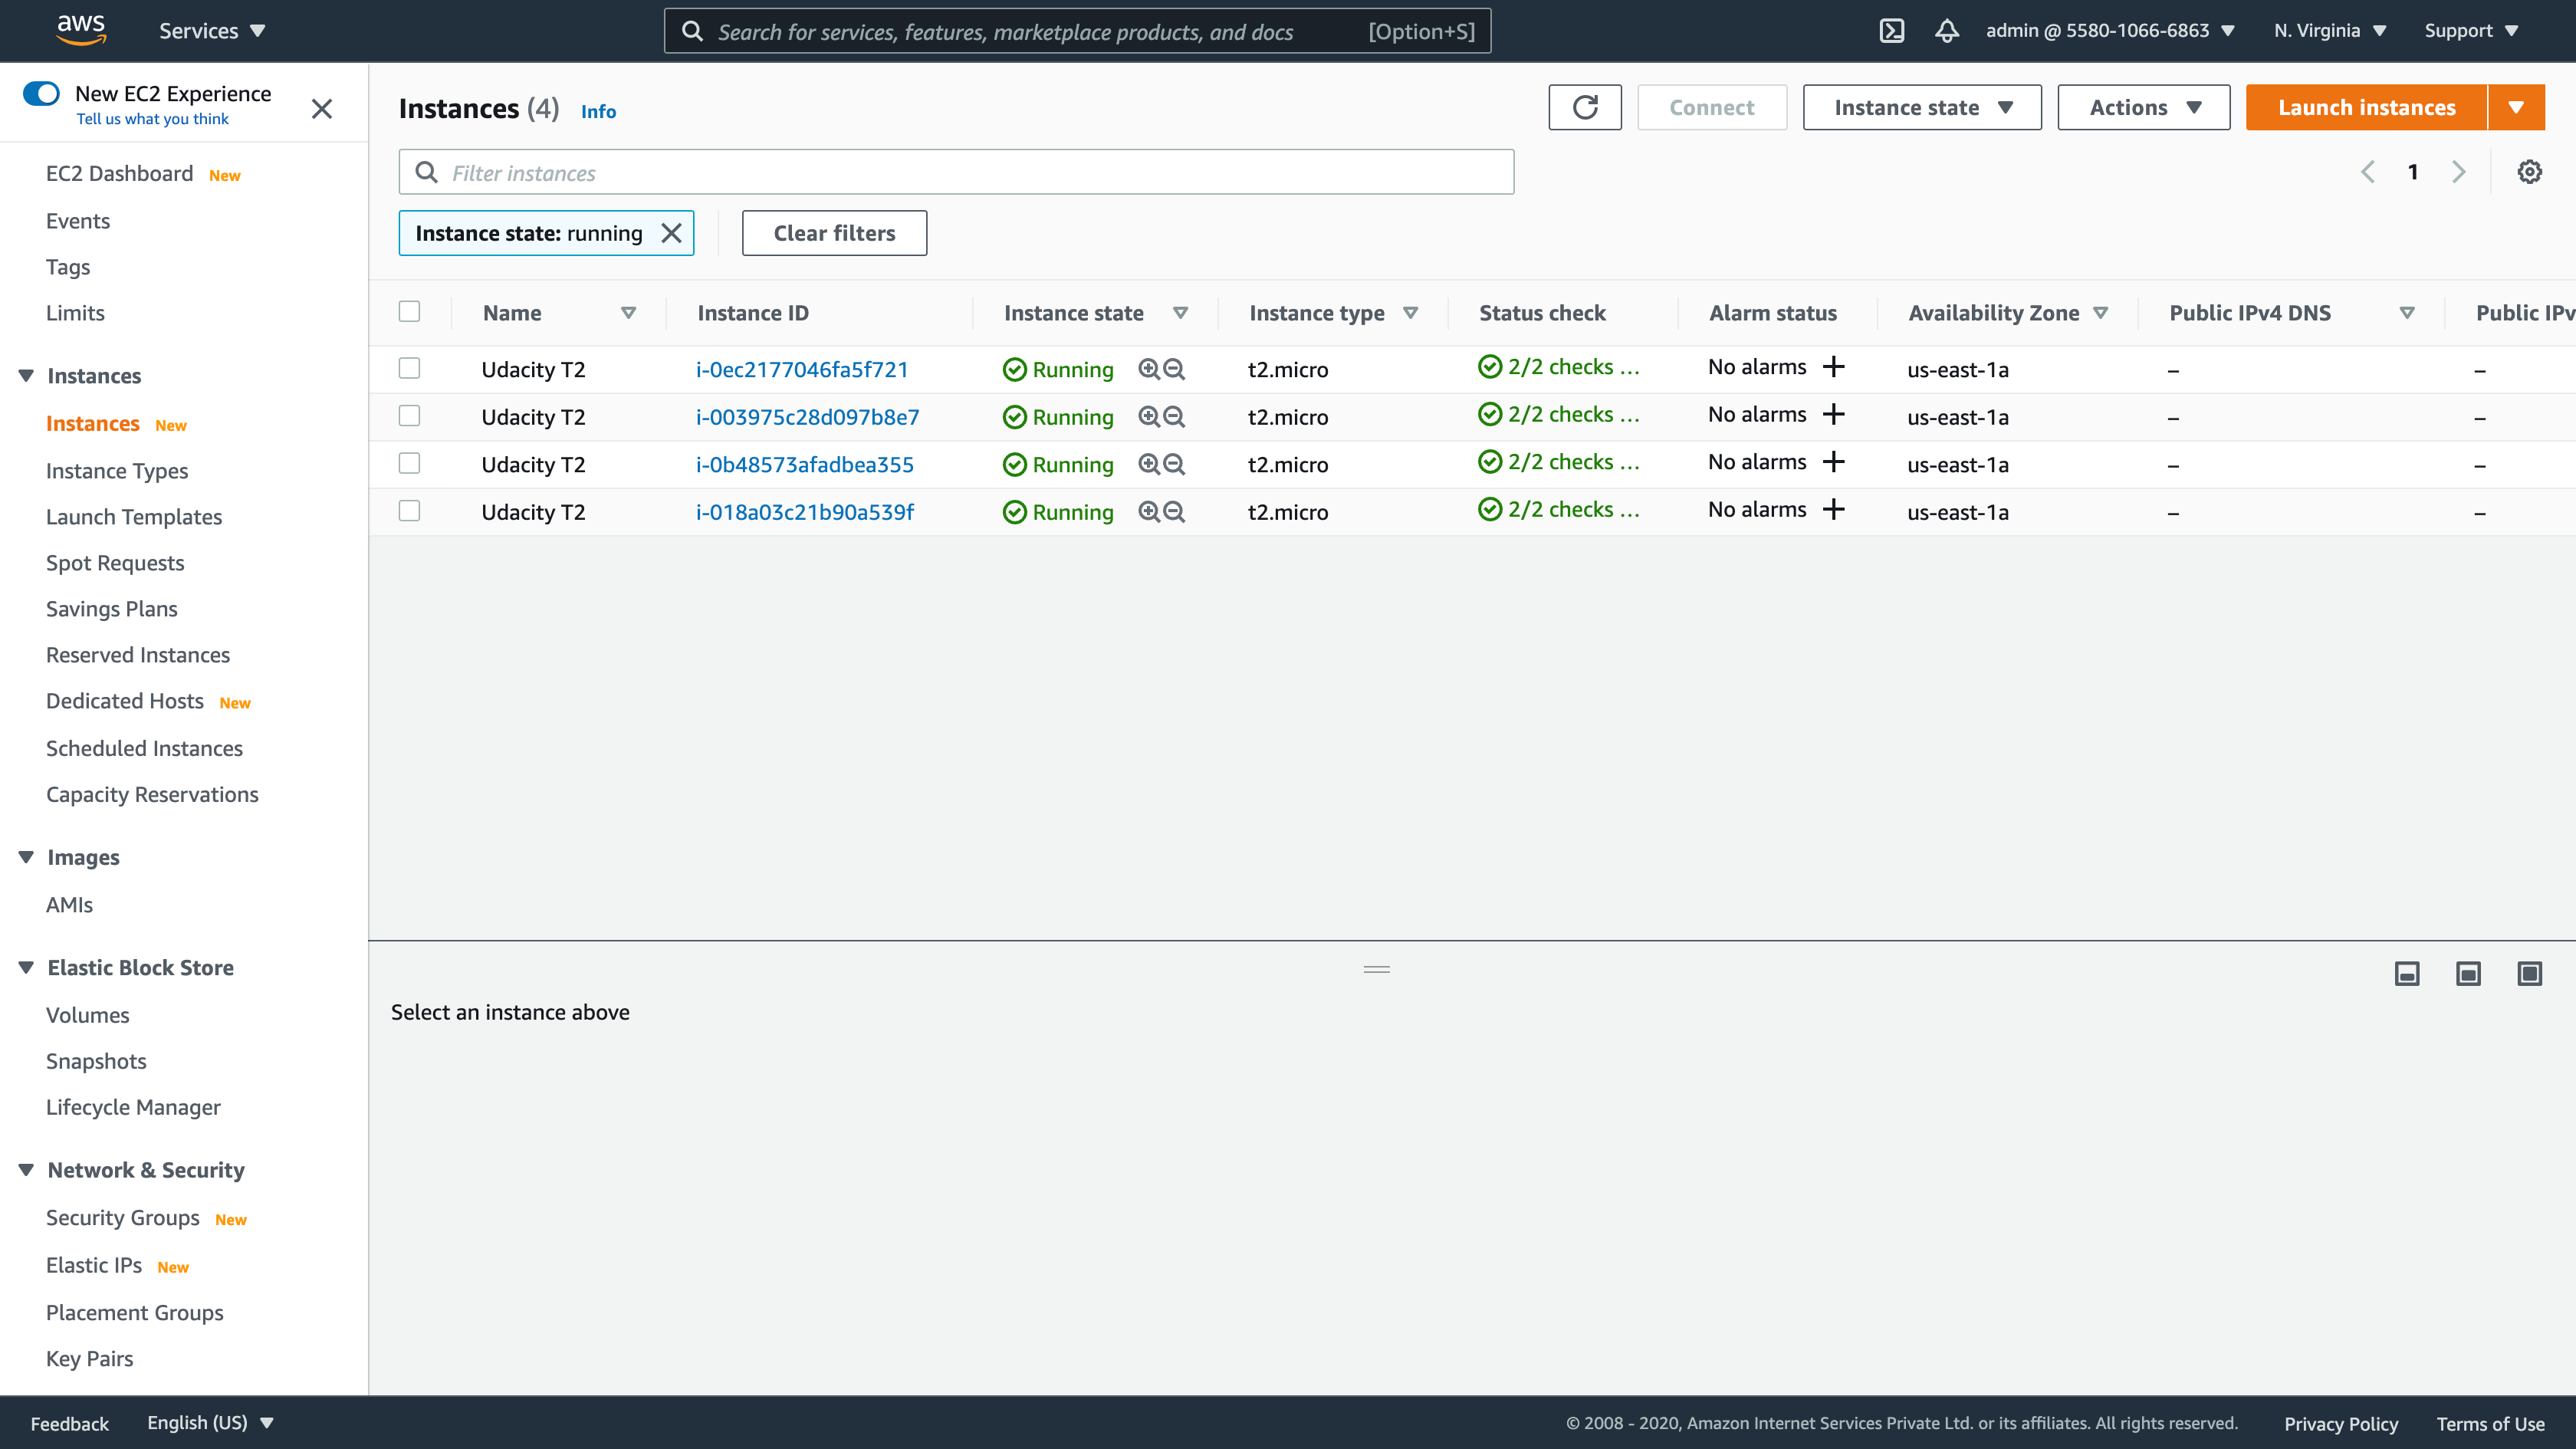 aws
Services
Search for services, features, marketplace products, and docs [Option+S]
admin @ 5580-1066-6863
N. Virginia
Support
New EC2 Experience
Tell us what you think
EC2 Dashboard New
Events
Tags
Limits
Instances
Instances New
Instance Types
Launch Templates
Spot Requests
Savings Plans
Reserved Instances
Dedicated Hosts New
Scheduled Instances
Capacity Reservations
Images
AMIs
Elastic Block Store
Volumes
Snapshots
Lifecycle Manager
Network & Security
Security Groups New
Elastic IPs New
Placement Groups
Key Pairs
Instances (4) Info
Connect
Instance state
Actions
Launch instances
Filter instances
1
Instance state: running
Clear filters
Name Instance ID Instance state Instance type Status check Alarm status Availability Zone Public IPv4 DNS Public IPv
Udacity T2 i-0ec2177046fa5f721 Running t2.micro 2/2 checks ... No alarms + us-east-1a – –
Udacity T2 i-003975c28d097b8e7 Running t2.micro 2/2 checks ... No alarms + us-east-1a – –
Udacity T2 i-0b48573afadbea355 Running t2.micro 2/2 checks ... No alarms + us-east-1a – –
Udacity T2 i-018a03c21b90a539f Running t2.micro 2/2 checks ... No alarms + us-east-1a – –
Select an instance above
Feedback
English (US)
© 2008 - 2020, Amazon Internet Services Private Ltd. or its affiliates. All rights reserved.
Privacy Policy
Terms of Use